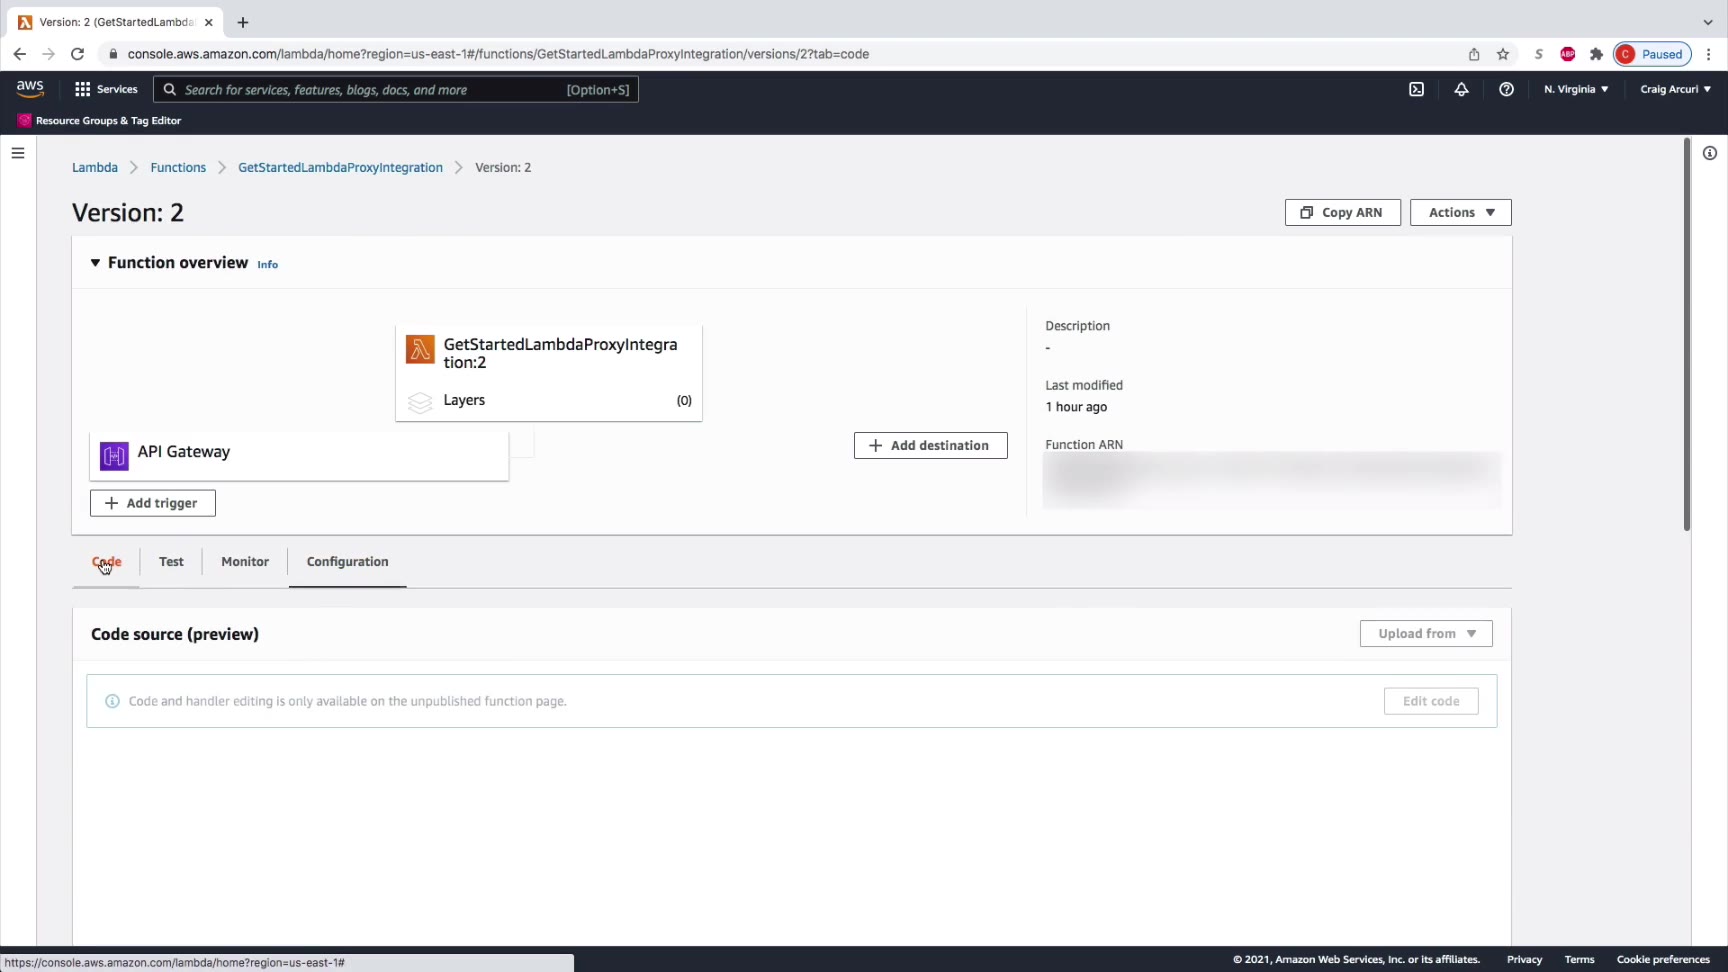 Version: 2 (GetStartedLambda
console.aws.amazon.com/lambda/home?region=us-east-1#/functions/GetStartedLambdaProxyIntegration/versions/2?tab=code
S
ABP
C Paused
aws
Services
Search for services, features, blogs, docs, and more [Option+S]
N. Virginia
Craig Arcuri
Resource Groups & Tag Editor
Lambda
Functions
GetStartedLambdaProxyIntegration
Version: 2
Version: 2
Copy ARN
Actions
Function overview Info
GetStartedLambdaProxyIntegra
tion:2
Layers (0)
API Gateway
Add trigger
Add destination
Description
-
Last modified
1 hour ago
Function ARN
Code
Test
Monitor
Configuration
Code source (preview)
Upload from
Code and handler editing is only available on the unpublished function page.
Edit code
https://console.aws.amazon.com/lambda/home?region=us-east-1#
© 2021, Amazon Web Services, Inc. or its affiliates.
Privacy
Terms
Cookie preferences